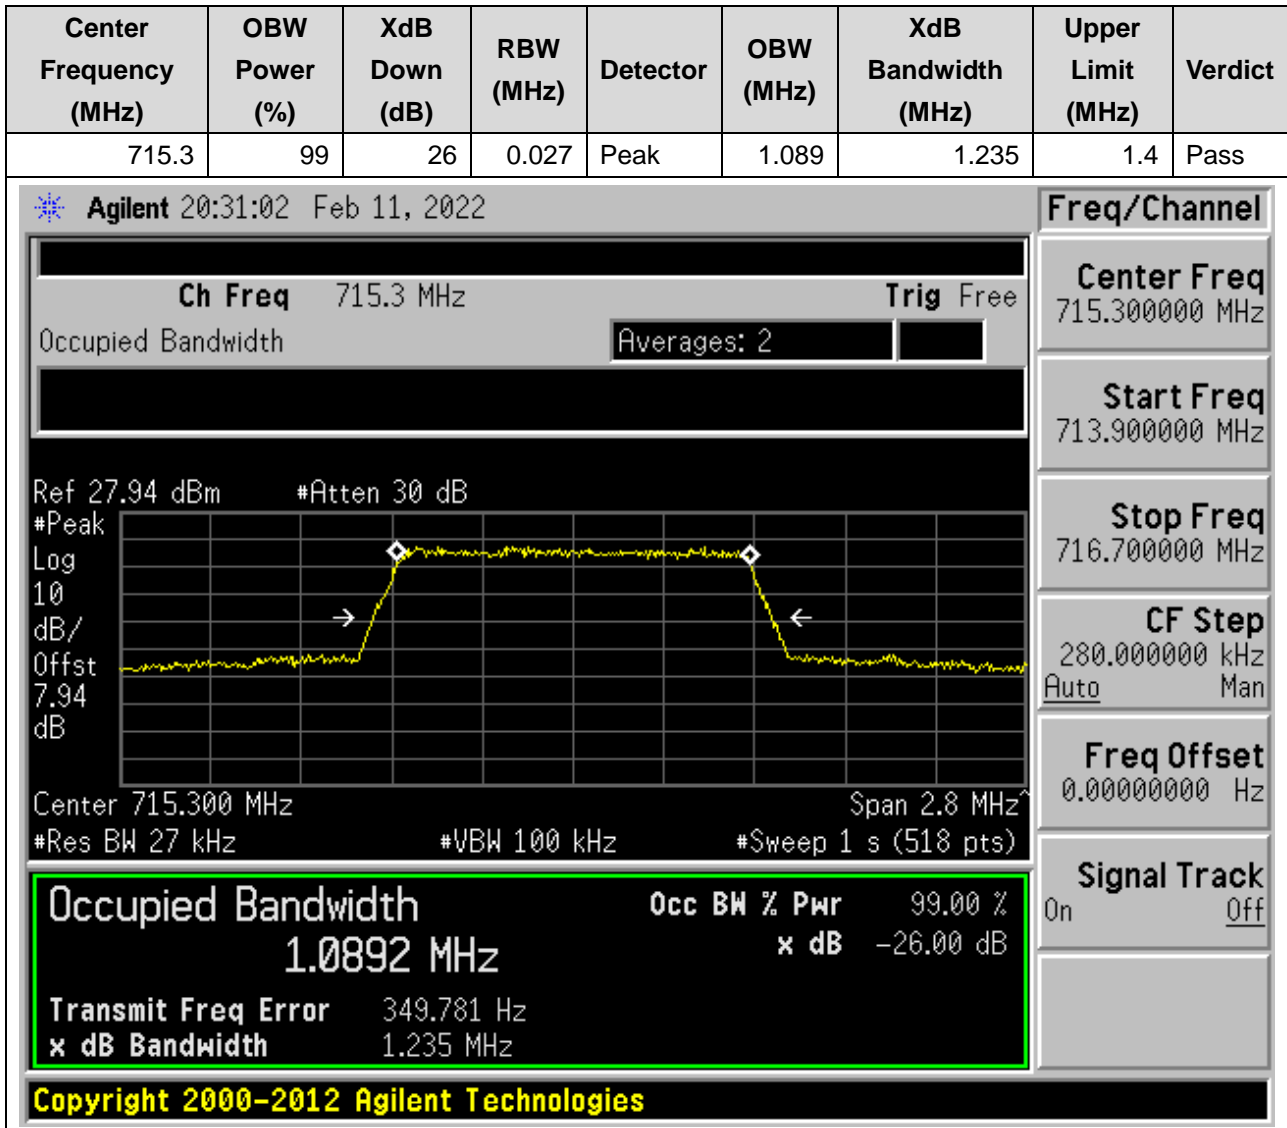 Center Frequency (MHz) OBW Power (%) XdB Down (dB) RBW (MHz) Detector OBW (MHz) XdB Bandwidth (MHz) Upper Limit (MHz) Verdict
715.3 99 26 0.027 Peak 1.089 1.235 1.4 Pass
Agilent 20:31:02 Feb 11, 2022
Freq/Channel
Ch Freq 715.3 MHz Trig Free
Occupied Bandwidth Averages: 2
Center Freq
715.300000 MHz
Start Freq
713.900000 MHz
Stop Freq
716.700000 MHz
CF Step
280.000000 kHz
Auto Man
Freq Offset
0.00000000 Hz
Signal Track
On Off
Ref 27.94 dBm #Atten 30 dB
#Peak
Log
10
dB/
Offst
7.94
dB
Center 715.300 MHz Span 2.8 MHz^
#Res BW 27 kHz #VBW 100 kHz #Sweep 1 s (518 pts)
Occupied Bandwidth Occ BW % Pwr 99.00 %
1.0892 MHz x dB -26.00 dB
Transmit Freq Error 349.781 Hz
x dB Bandwidth 1.235 MHz
Copyright 2000-2012 Agilent Technologies